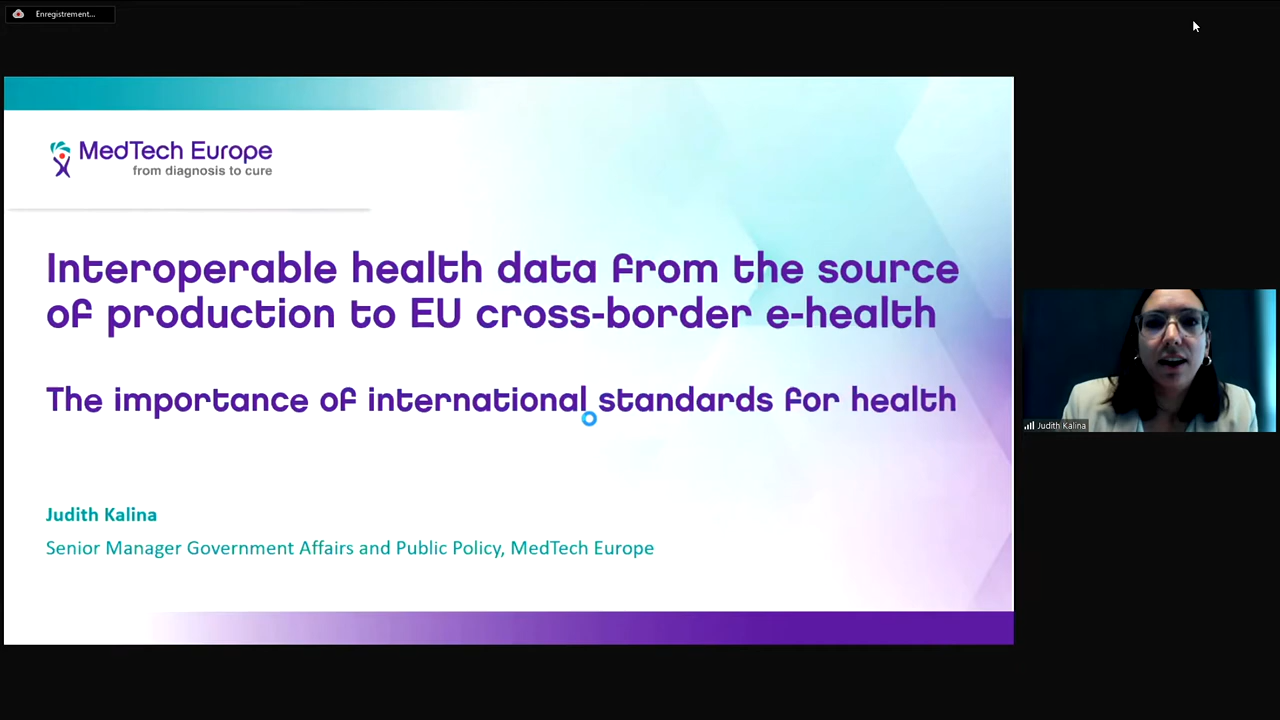 Enregistrement...
MedTech Europe
from diagnosis to cure
Interoperable health data from the source
of production to EU cross-border e-health
The importance of international standards for health
Judith Kalina
Senior Manager Government Affairs and Public Policy, MedTech Europe
Judith Kalina